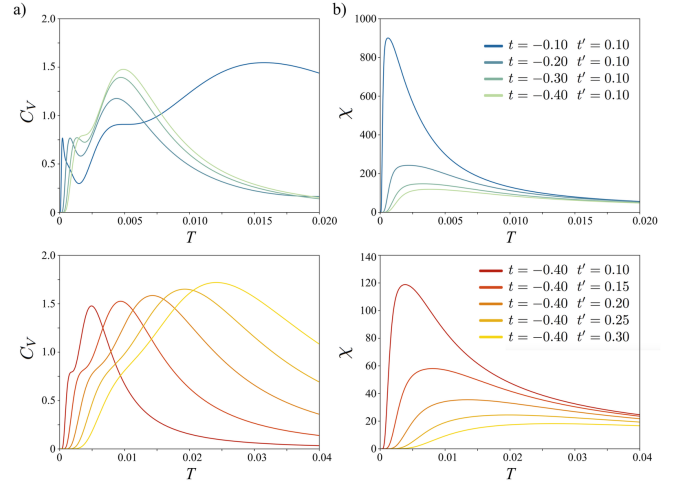 a)
b)
2.0
1.5
1.0
0.5
0
C_V
0
0.005
0.010
0.015
0.020
T
1000
800
600
400
200
0
χ
t = −0.10 t′ = 0.10
t = −0.20 t′ = 0.10
t = −0.30 t′ = 0.10
t = −0.40 t′ = 0.10
0
0.005
0.010
0.015
0.020
T
2.0
1.5
1.0
0.5
0
C_V
0
0.01
0.02
0.03
0.04
T
140
120
100
80
60
40
20
0
χ
t = −0.40 t′ = 0.10
t = −0.40 t′ = 0.15
t = −0.40 t′ = 0.20
t = −0.40 t′ = 0.25
t = −0.40 t′ = 0.30
0
0.01
0.02
0.03
0.04
T